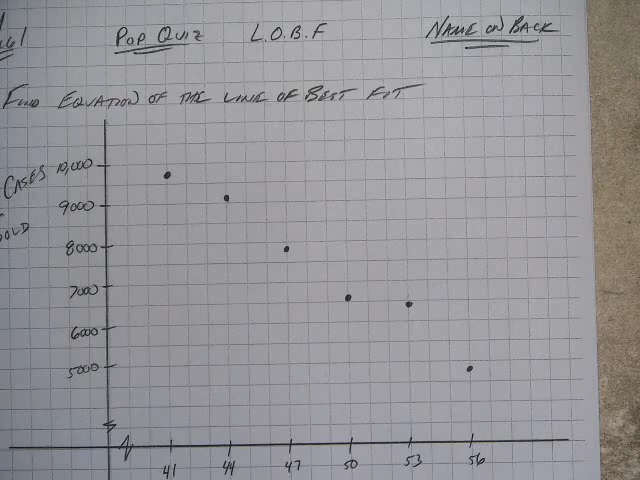 POP QUIZ L.O.B.F NAME ON BACK
FIND EQUATION OF THE LINE OF BEST FIT
CASES
10,000
9000
8000
7000
6000
5000
41 44 47 50 53 56